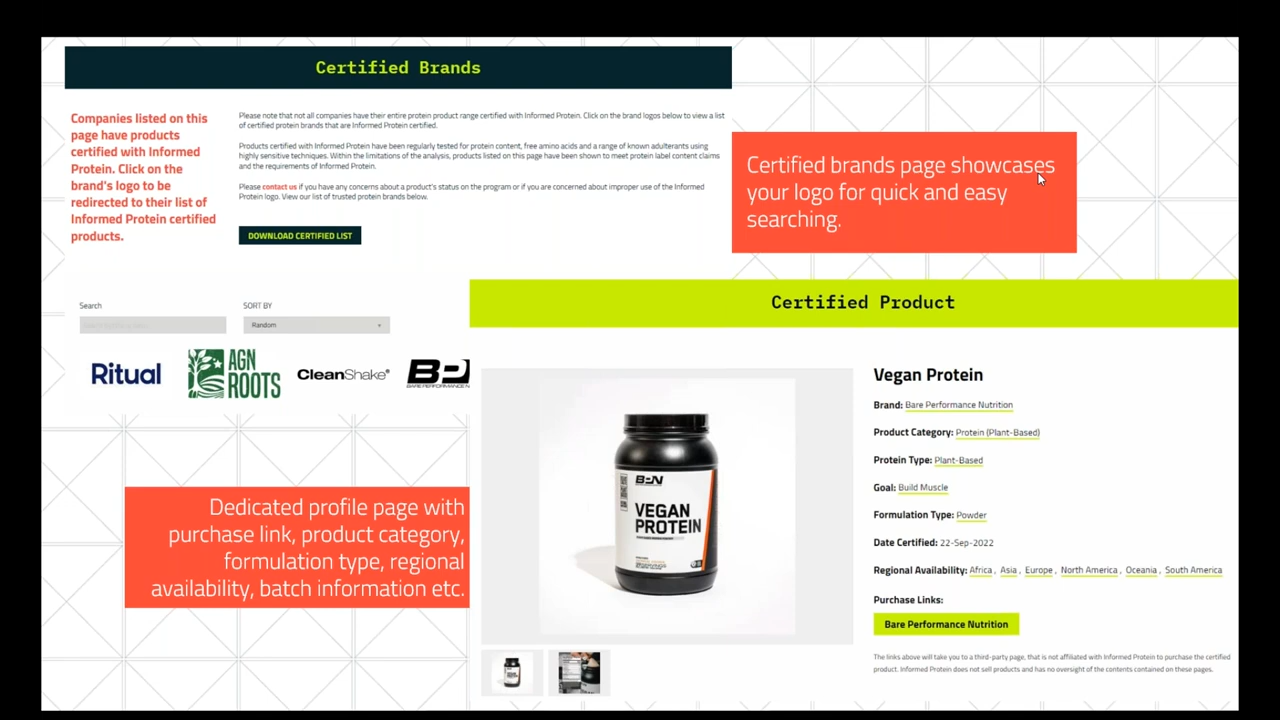 Certified Brands
Companies listed on this
page have products
certified with Informed
Protein. Click on the
brand's logo to be
redirected to their list of
Informed Protein certified
products.
Please note that not all companies have their entire protein product range certified with Informed Protein. Click on the brand logos below to view a list
of certified protein brands that are Informed Protein certified.
Products certified with Informed Protein have been regularly tested for protein content, free amino acids and a range of known adulterants using
highly sensitive techniques. Within the limitations of the analysis, products listed on this page have been shown to meet protein label content claims
and the requirements of Informed Protein.
Please contact us if you have any concerns about a product's status on the program or if you are concerned about improper use of the Informed
Protein logo. View our list of trusted protein brands below.
DOWNLOAD CERTIFIED LIST
Certified brands page showcases
your logo for quick and easy
searching.
Search
SORT BY
Random
Ritual
AGN
ROOTS
CleanShake®
BP
BARE PERFORMANCE N
Certified Product
Dedicated profile page with
purchase link, product category,
formulation type, regional
availability, batch information etc.
BPN
VEGAN
PROTEIN
Vegan Protein
Brand: Bare Performance Nutrition
Product Category: Protein (Plant-Based)
Protein Type: Plant-Based
Goal: Build Muscle
Formulation Type: Powder
Date Certified: 22-Sep-2022
Regional Availability: Africa , Asia , Europe , North America , Oceania , South America
Purchase Links:
Bare Performance Nutrition
The links above will take you to a third-party page, that is not affiliated with Informed Protein to purchase the certified
product. Informed Protein does not sell products and has no oversight of the contents contained on these pages.